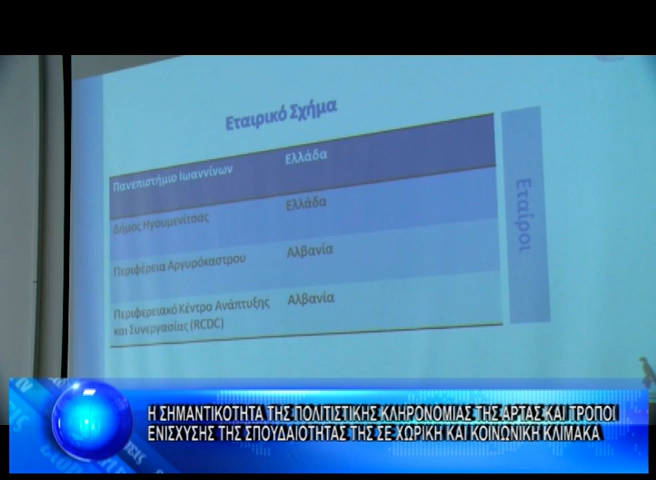 Εταιρικό Σχήμα
Πανεπιστήμιο Ιωαννίνων Ελλάδα
Δήμος Ηγουμενίτσας Ελλάδα
Περιφέρεια Αργυρόκαστρου Αλβανία
Περιφερειακό Κέντρο Ανάπτυξης
και Συνεργασίας (RCDC) Αλβανία
Εταίροι
Η ΣΗΜΑΝΤΙΚΟΤΗΤΑ ΤΗΣ ΠΟΛΙΤΙΣΤΙΚΗΣ ΚΛΗΡΟΝΟΜΙΑΣ ΤΗΣ ΑΡΤΑΣ ΚΑΙ ΤΡΟΠΟΙ
ΕΝΙΣΧΥΣΗΣ ΤΗΣ ΣΠΟΥΔΑΙΟΤΗΤΑΣ ΤΗΣ ΣΕ ΧΩΡΙΚΗ ΚΑΙ ΚΟΙΝΩΝΙΚΗ ΚΛΙΜΑΚΑ